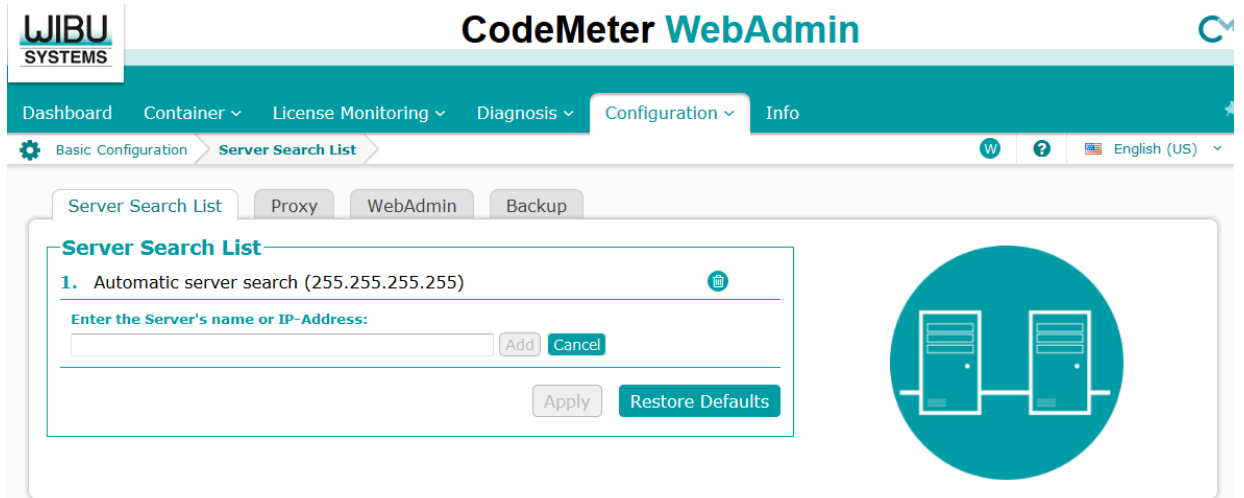 WIBU
SYSTEMS
CodeMeter WebAdmin
Dashboard Container License Monitoring Diagnosis Configuration Info
Basic Configuration Server Search List W ? English (US)
Server Search List Proxy WebAdmin Backup
Server Search List
1. Automatic server search (255.255.255.255)
Enter the Server's name or IP-Address:
Add Cancel
Apply Restore Defaults